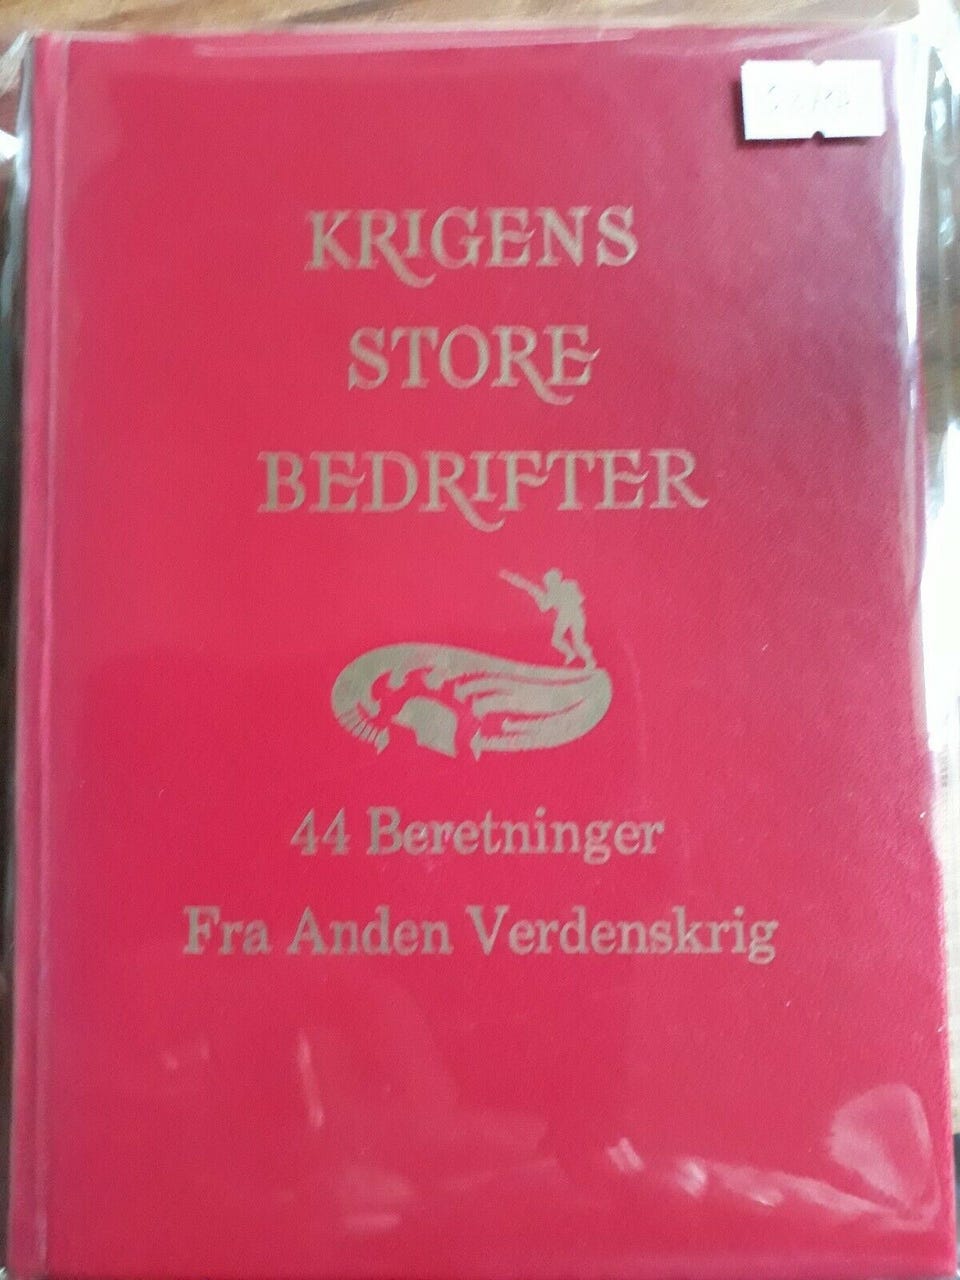 KRIGENS
STORE
BEDRIFTER
44 Beretninger
Fra Anden Verdenskrig